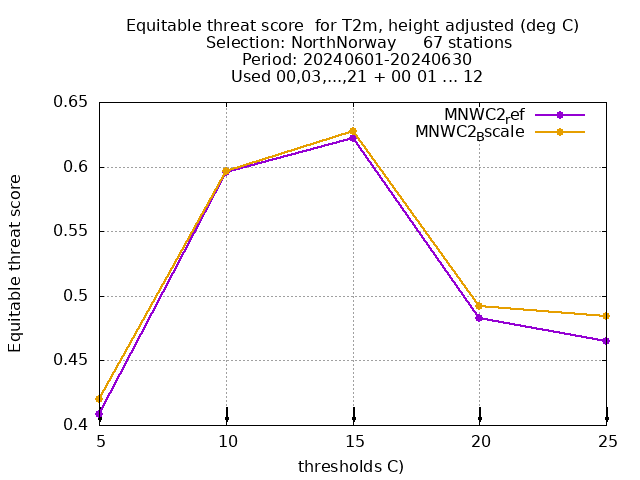 Equitable threat score  for T2m, height adjusted (deg C)
Selection: NorthNorway     67 stations
Period: 20240601-20240630
Used 00,03,...,21 + 00 01 ... 12
MNWC2ref
MNWC2Bscale
0.65
0.6
0.55
0.5
0.45
0.4
Equitable threat score
5 10 15 20 25
thresholds C)